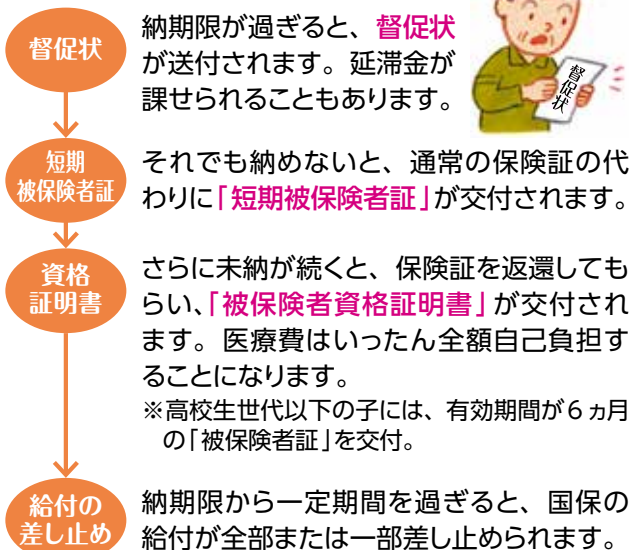 督促状
納期限が過ぎると、督促状
が送付されます。延滞金が
課せられることもあります。
督促状
短期
被保険者証
それでも納めないと、通常の保険証の代
わりに「短期被保険者証」が交付されます。
資格
証明書
さらに未納が続くと、保険証を返還しても
らい、「被保険者資格証明書」が交付され
ます。医療費はいったん全額自己負担す
ることになります。
※高校生世代以下の子には、有効期間が６ヵ月
の「被保険者証」を交付。
給付の
差し止め
納期限から一定期間を過ぎると、国保の
給付が全部または一部差し止められます。